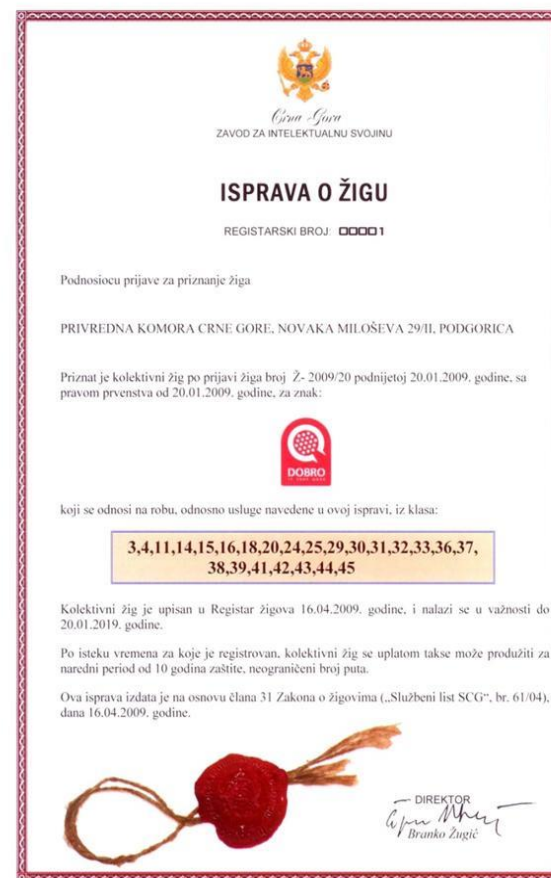 Crna Gora
ZAVOD ZA INTELEKTUALNU SVOJINU
ISPRAVA O ŽIGU
REGISTARSKI BROJ: 00001
Podnosiocu prijave za priznanje žiga
PRIVREDNA KOMORA CRNE GORE, NOVAKA MILOŠEVA 29/II, PODGORICA
Priznat je kolektivni žig po prijavi žiga broj Ž- 2009/20 podnijetoj 20.01.2009. godine, sa
pravom prvenstva od 20.01.2009. godine, za znak:
DOBRO
koji se odnosi na robu, odnosno usluge navedene u ovoj ispravi, iz klasa:
3,4,11,14,15,16,18,20,24,25,29,30,31,32,33,36,37,
38,39,41,42,43,44,45
Kolektivni žig je upisan u Registar žigova 16.04.2009. godine, i nalazi se u važnosti do
20.01.2019. godine.
Po isteku vremena za koje je registrovan, kolektivni žig se uplatom takse može produžiti za
naredni period od 10 godina zaštite, neograničeni broj puta.
Ova isprava izdata je na osnovu člana 31 Zakona o žigovima („Službeni list SCG“, br. 61/04),
dana 16.04.2009. godine.
DIREKTOR
Branko Žugić